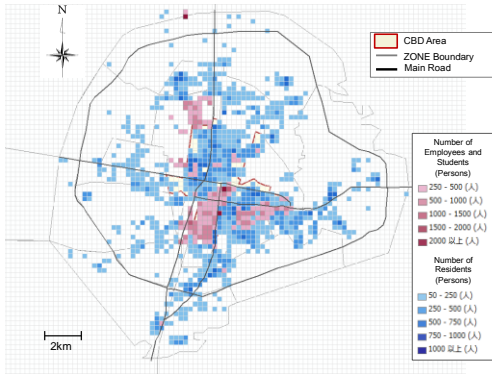 N
CBD Area
ZONE Boundary
Main Road
Number of
Employees and
Students
(Persons)
250 - 500 (人)
500 - 1000 (人)
1000 - 1500 (人)
1500 - 2000 (人)
2000 以上 (人)
Number of
Residents
(Persons)
50 - 250 (人)
250 - 500 (人)
700 - 750 (人)
750 - 1000 (人)
1000 以上 (人)
2km